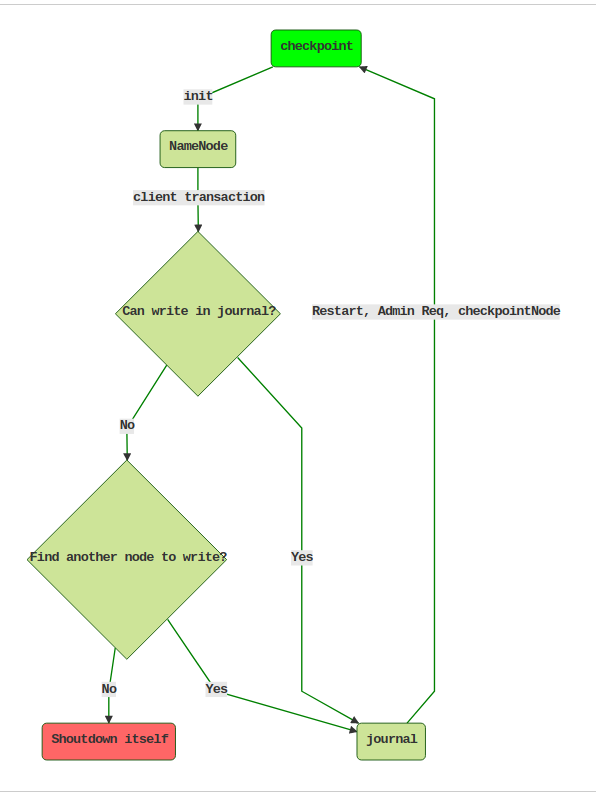 checkpoint
init
NameNode
client transaction
Can write in journal?
Restart, Admin Req, checkpointNode
No
Find another node to write?
Yes
No
Yes
Shutdown itself
journal